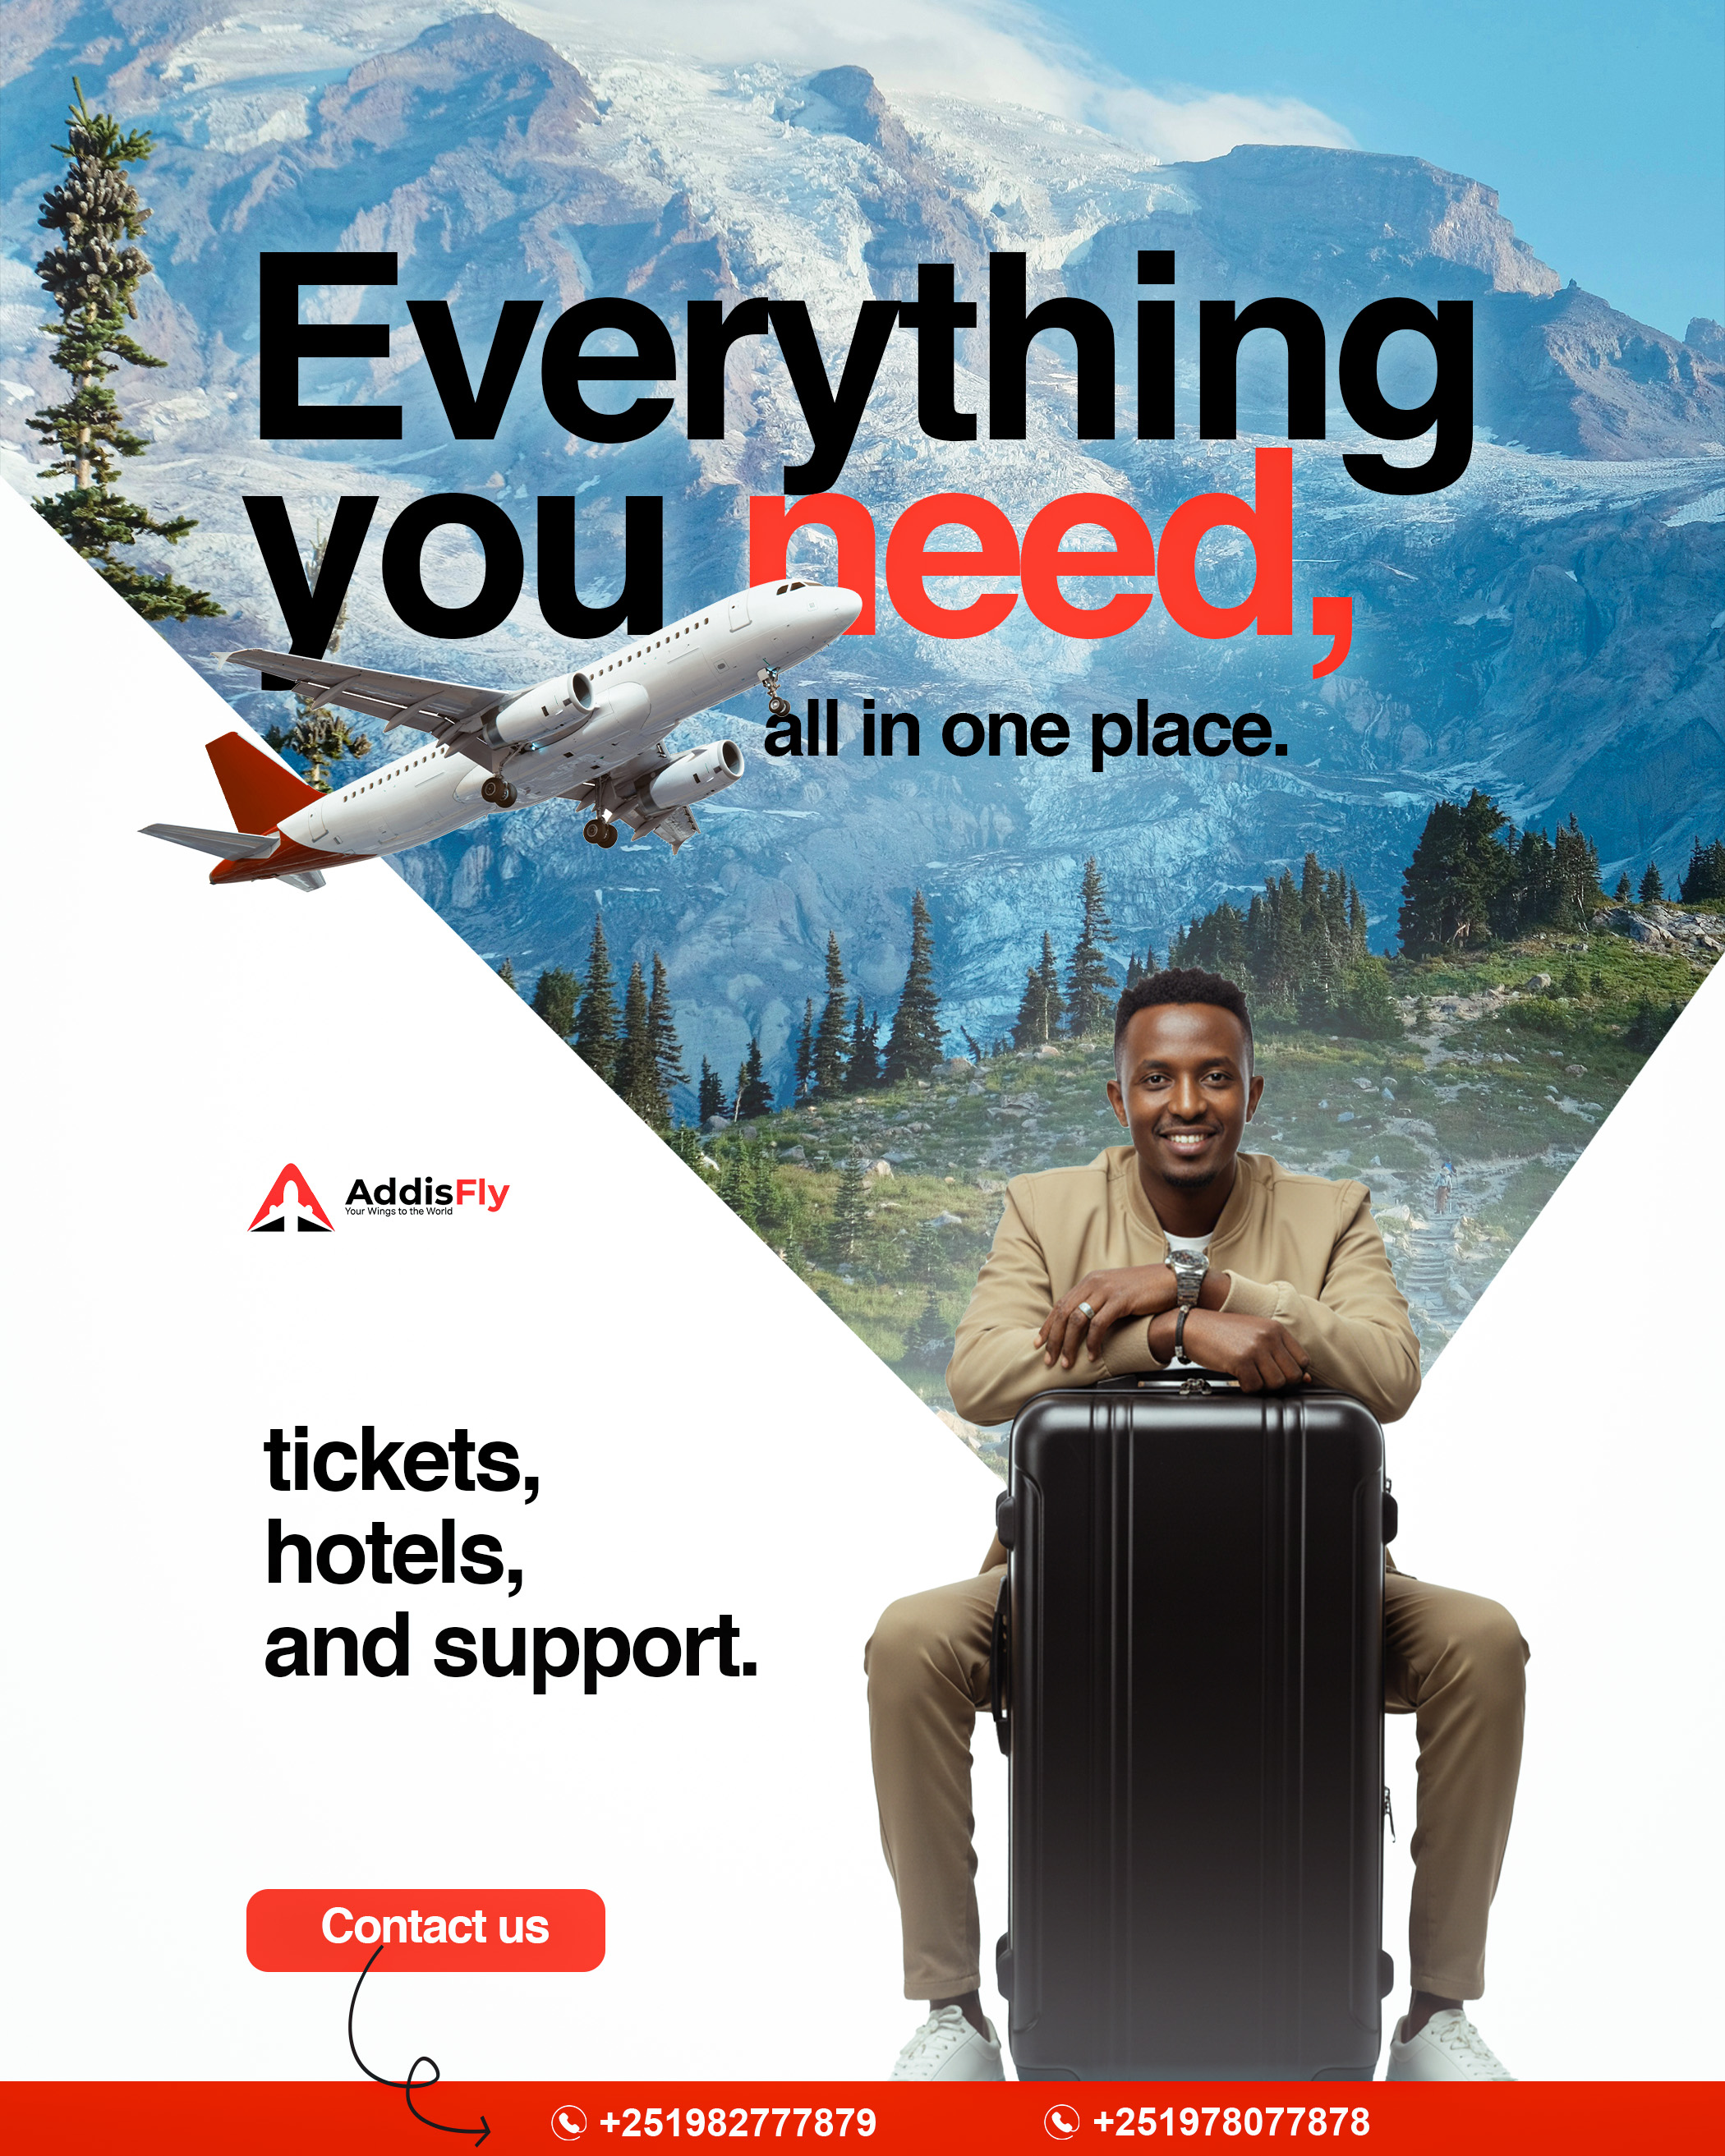 Everything
you need,
all in one place.
AddisFly
Your Wings to the World
tickets,
hotels,
and support.
Contact us
+251982777879
+251978077878